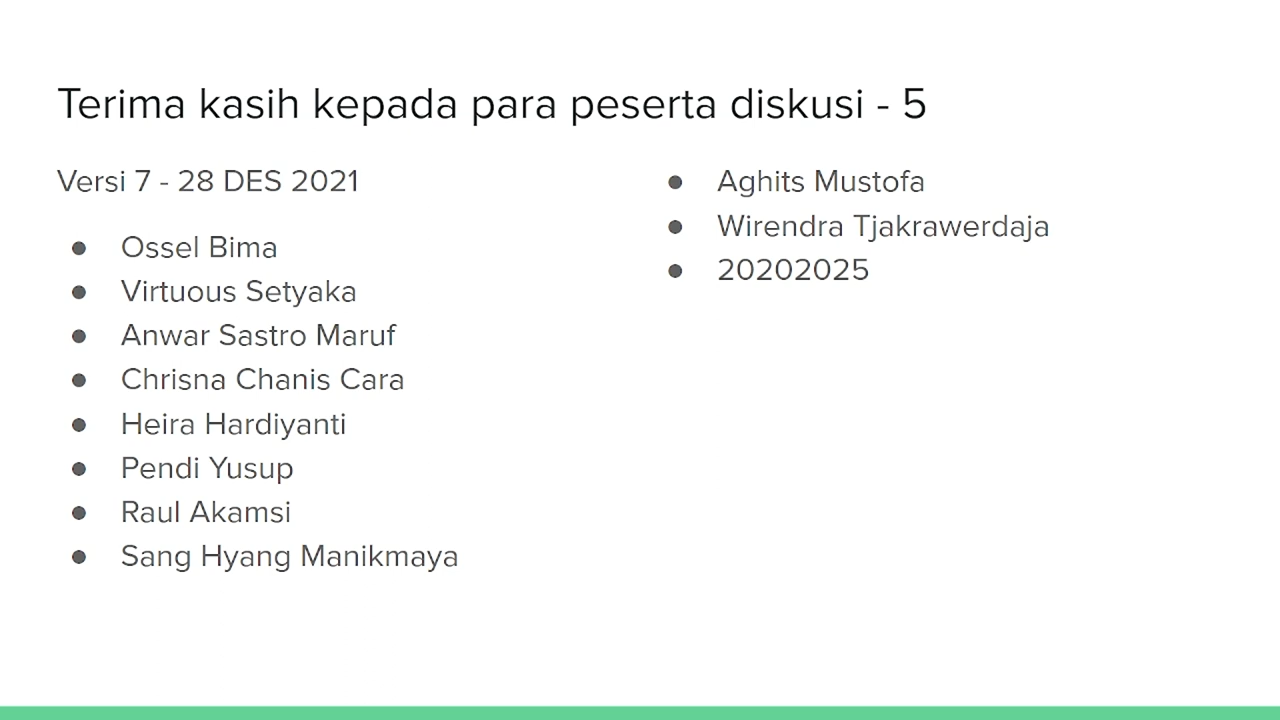 Terima kasih kepada para peserta diskusi - 5
Versi 7 - 28 DES 2021
● Ossel Bima
● Virtuous Setyaka
● Anwar Sastro Maruf
● Chrisna Chanis Cara
● Heira Hardiyanti
● Pendi Yusup
● Raul Akamsi
● Sang Hyang Manikmaya
● Aghits Mustofa
● Wirendra Tjakrawerdaja
● 20202025